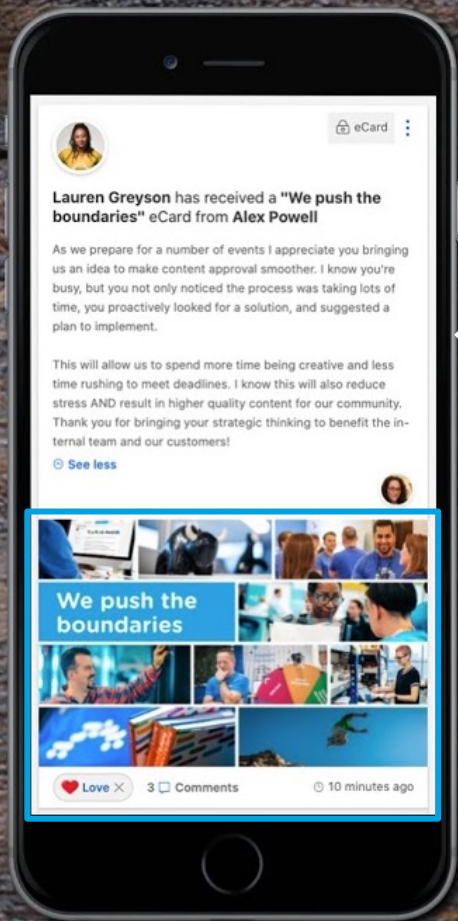 eCard
Lauren Greyson has received a "We push the
boundaries" eCard from Alex Powell
As we prepare for a number of events I appreciate you bringing
us an idea to make content approval smoother. I know you're
busy, but you not only noticed the process was taking lots of
time, you proactively looked for a solution, and suggested a
plan to implement.
This will allow us to spend more time being creative and less
time rushing to meet deadlines. I know this will also reduce
stress AND result in higher quality content for our community.
Thank you for bringing your strategic thinking to benefit the in-
ternal team and our customers!
See less
We push the
boundaries
Love
3 Comments
10 minutes ago